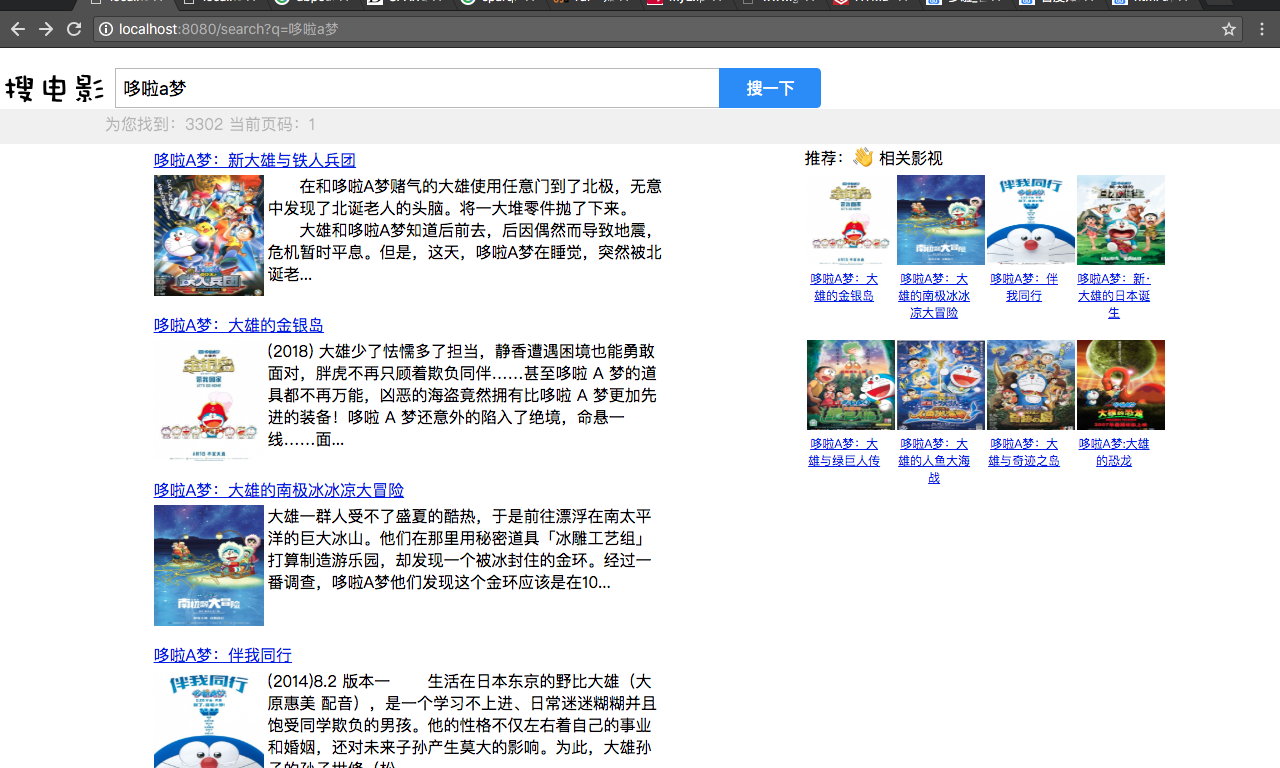 localhost:8080/search?q=哆啦a梦
搜电影
哆啦a梦
搜一下
为您找到：3302 当前页码：1
哆啦A梦：新大雄与铁人兵团
在和哆啦A梦赌气的大雄使用任意门到了北极，无意
中发现了北诞老人的头脑。将一大堆零件抛了下来。
大雄和哆啦A梦知道后前去，后因偶然而导致地震，
危机暂时平息。但是，这天，哆啦A梦在睡觉，突然被北
诞老...
哆啦A梦：大雄的金银岛
(2018) 大雄少了怯懦多了担当，静香遭遇困境也能勇敢
面对，胖虎不再只顾着欺负同伴……甚至哆啦 A 梦的道
具都不再万能，凶恶的海盗竟然拥有比哆啦 A 梦更加先
进的装备！哆啦 A 梦还意外的陷入了绝境，命悬一
线……面...
哆啦A梦：大雄的南极冰冰凉大冒险
大雄一群人受不了盛夏的酷热，于是前往漂浮在南太平
洋的巨大冰山。他们在那里用秘密道具「冰雕工艺组」
打算制造游乐园，却发现一个被冰封住的金环。经过一
番调查，哆啦A梦他们发现这个金环应该是在10...
哆啦A梦：伴我同行
伴我同行
(2014)8.2 版本一 生活在日本东京的野比大雄（大
原惠美 配音），是一个学习不上进、日常迷迷糊糊并且
饱受同学欺负的男孩。他的性格不仅左右着自己的事业
和婚姻，还对未来子孙产生莫大的影响。为此，大雄孙
推荐：👋 相关影视
伴我同行
哆啦A梦：大
雄的金银岛
哆啦A梦：大
雄的南极冰冰
凉大冒险
哆啦A梦：伴
我同行
哆啦A梦：新·
大雄的日本诞
生
哆啦A梦：大
雄与绿巨人传
哆啦A梦：大
雄的人鱼大海
战
哆啦A梦：大
雄与奇迹之岛
哆啦A梦:大雄
的恐龙